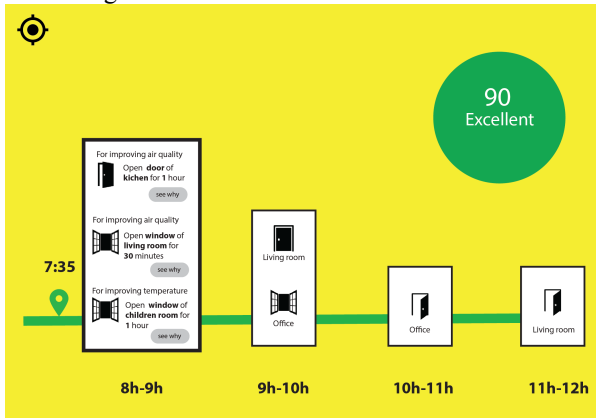 90
Excellent
For improving air quality
Open door of
kichen for 1 hour
see why
For improving air quality
Open window of
living room for
30 minutes
see why
For improving temperature
Open window of
children room for
1 hour
see why
7:35
Living room
Office
Office
Living room
8h-9h
9h-10h
10h-11h
11h-12h